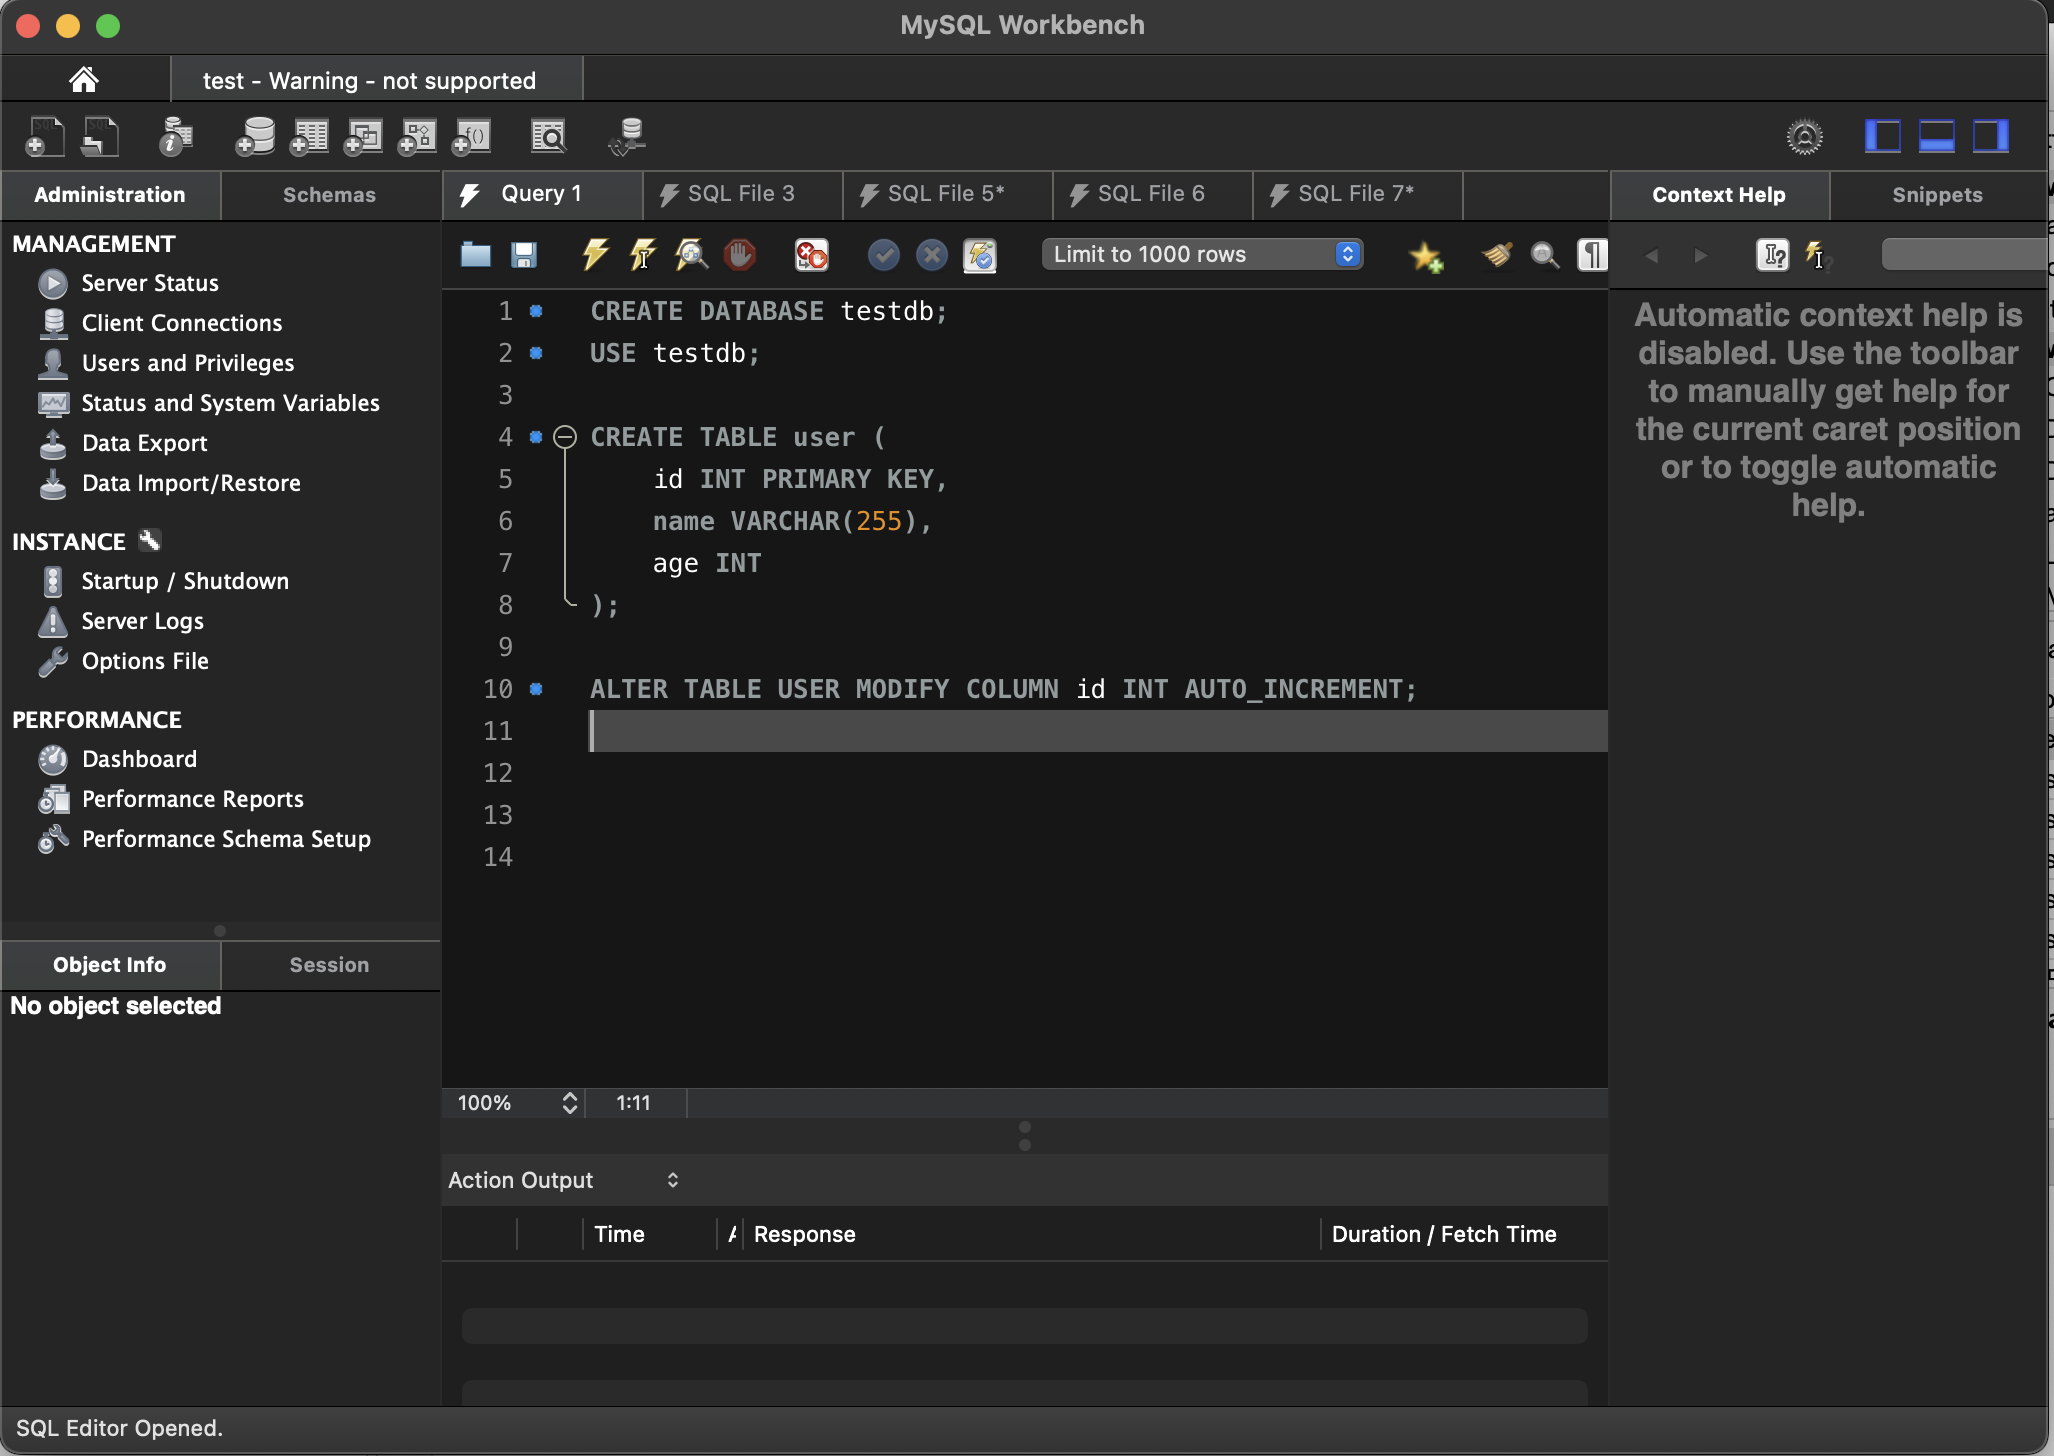 MySQL Workbench
test - Warning - not supported
Administration
Schemas
MANAGEMENT
Server Status
Client Connections
Users and Privileges
Status and System Variables
Data Export
Data Import/Restore
INSTANCE
Startup / Shutdown
Server Logs
Options File
PERFORMANCE
Dashboard
Performance Reports
Performance Schema Setup
Object Info
Session
No object selected
Query 1
SQL File 3
SQL File 5*
SQL File 6
SQL File 7*
Limit to 1000 rows
1 CREATE DATABASE testdb;
2 USE testdb;
3
4 CREATE TABLE user (
5 id INT PRIMARY KEY,
6 name VARCHAR(255),
7 age INT
8 );
9
10 ALTER TABLE USER MODIFY COLUMN id INT AUTO_INCREMENT;
11
12
13
14
100%
1:11
Action Output
Time
Response
Duration / Fetch Time
Context Help
Snippets
Automatic context help is
disabled. Use the toolbar
to manually get help for
the current caret position
or to toggle automatic
help.
SQL Editor Opened.